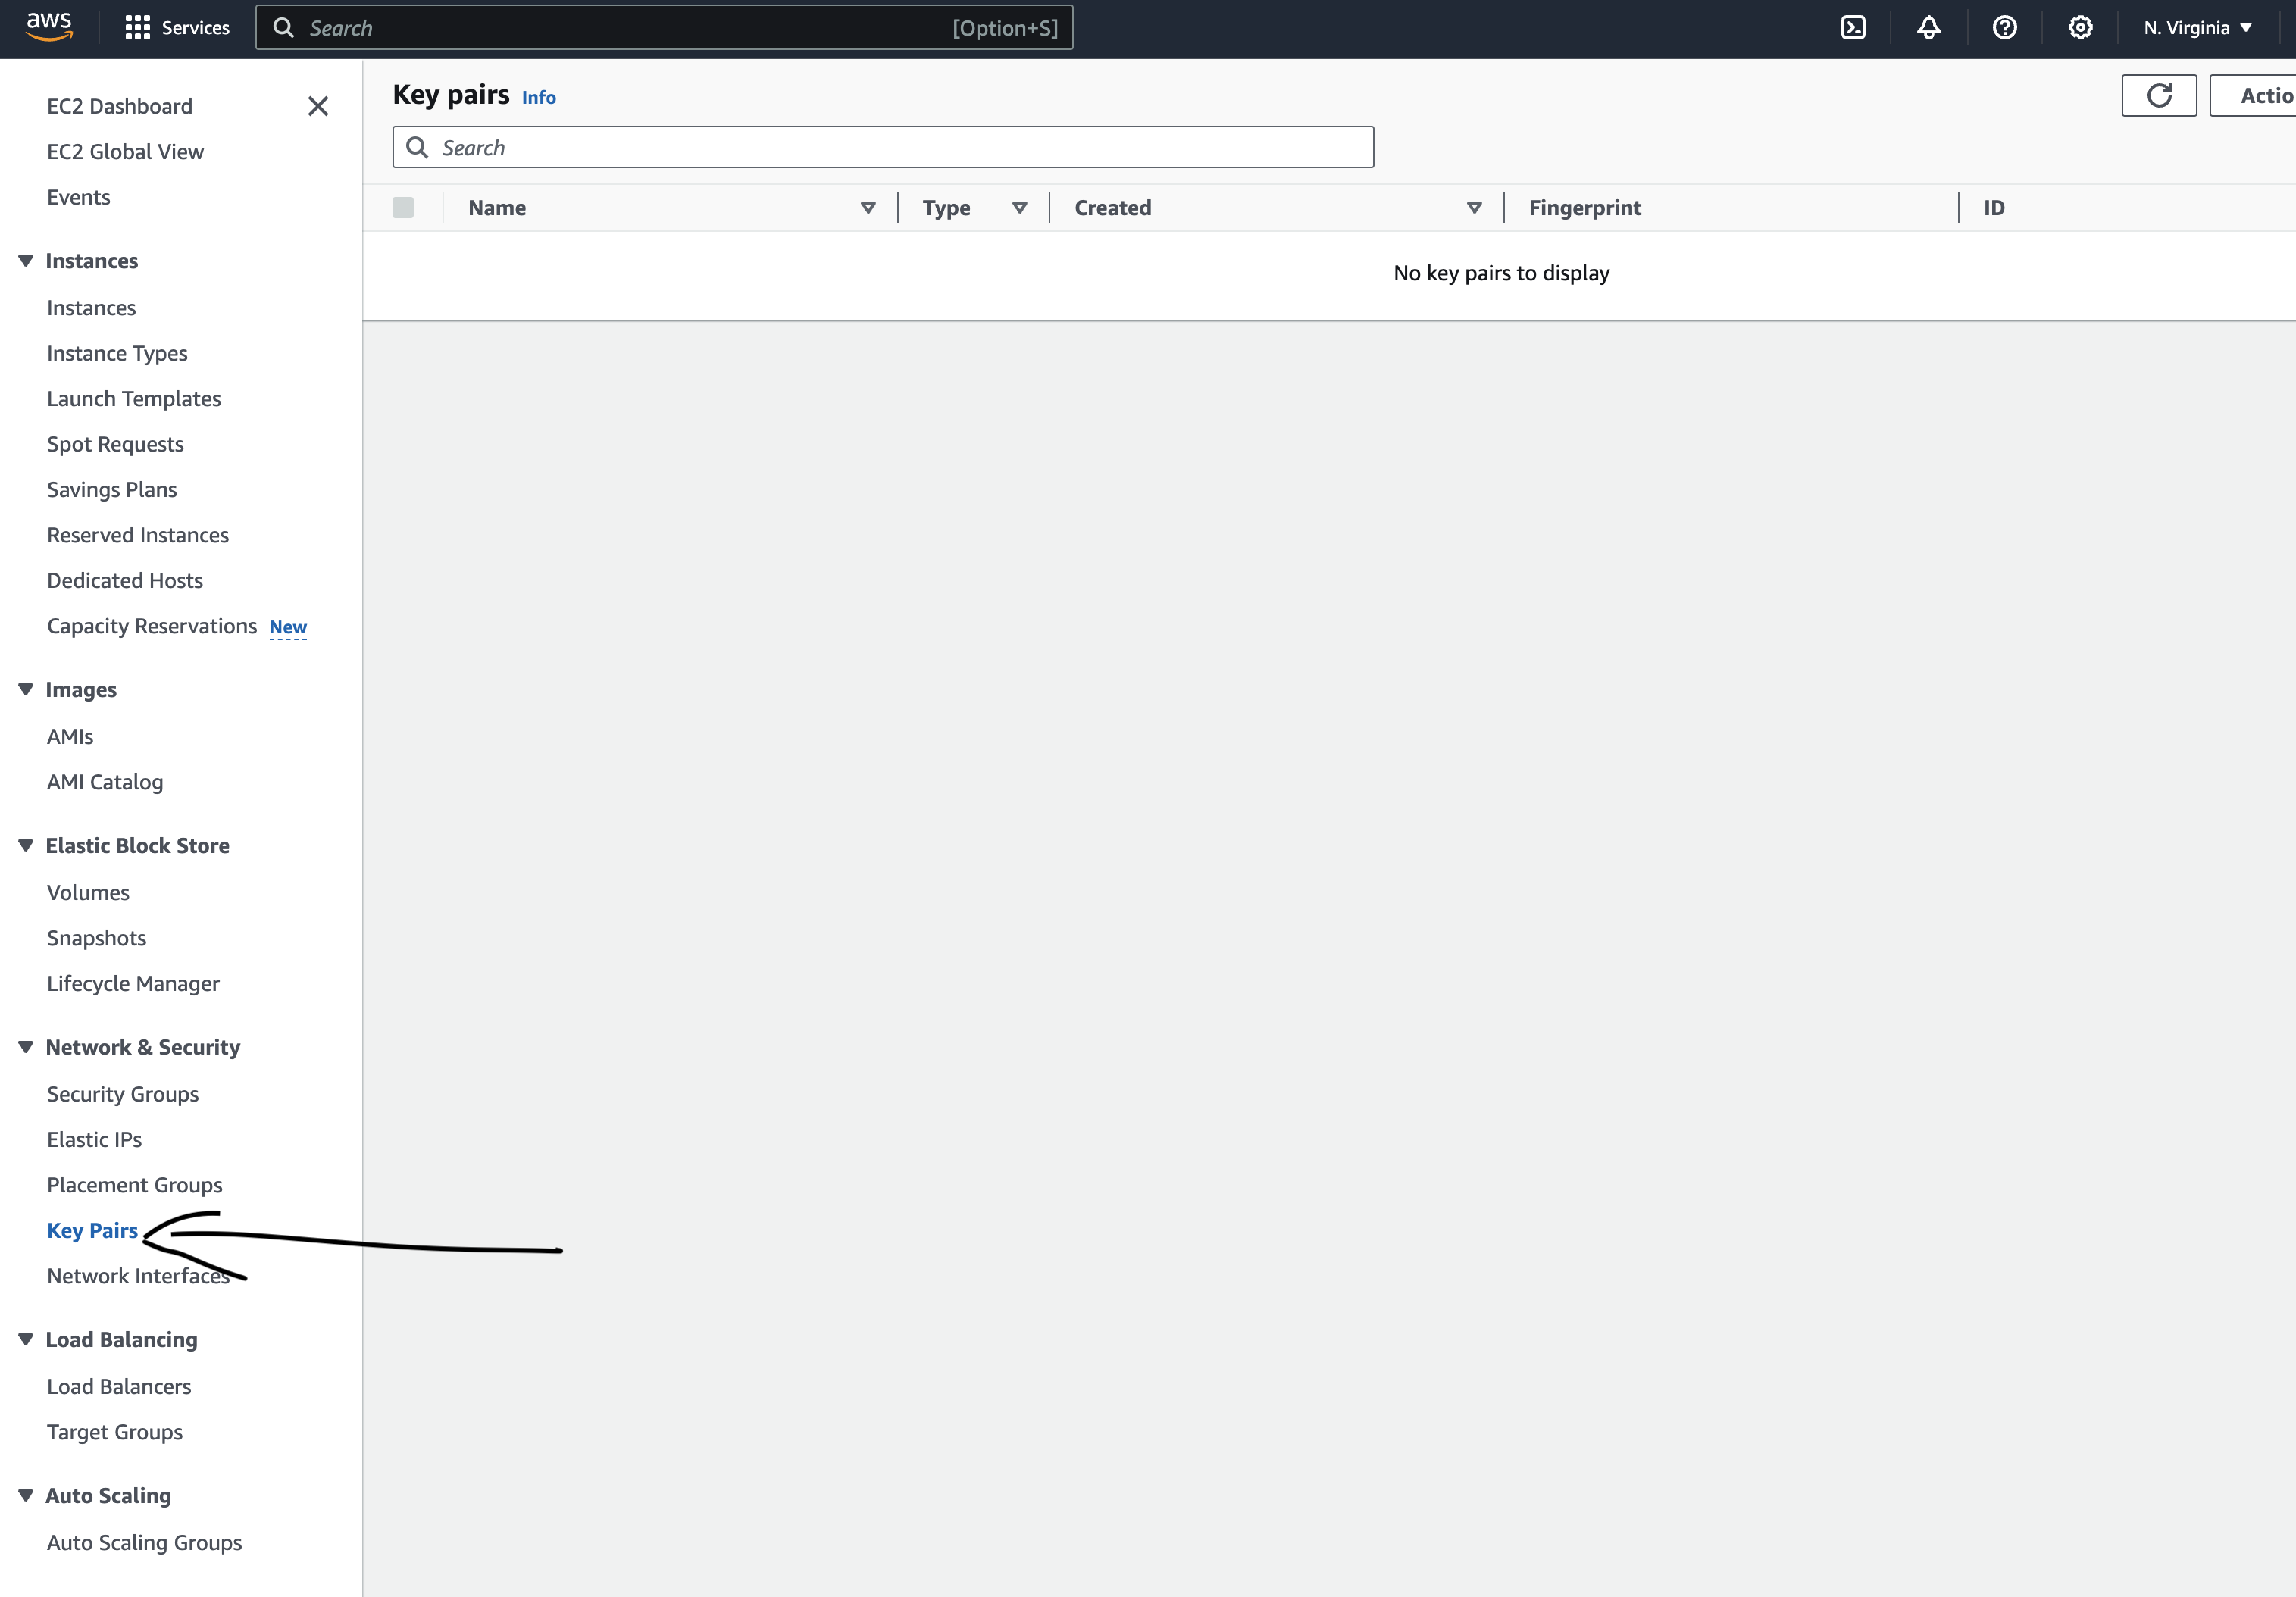 aws Services Search [Option+S] N. Virginia
EC2 Dashboard
EC2 Global View
Events
Instances
Instances
Instance Types
Launch Templates
Spot Requests
Savings Plans
Reserved Instances
Dedicated Hosts
Capacity Reservations New
Images
AMIs
AMI Catalog
Elastic Block Store
Volumes
Snapshots
Lifecycle Manager
Network & Security
Security Groups
Elastic IPs
Placement Groups
Key Pairs
Network Interfaces
Load Balancing
Load Balancers
Target Groups
Auto Scaling
Auto Scaling Groups
Key pairs Info Actio
Search
Name Type Created Fingerprint ID
No key pairs to display